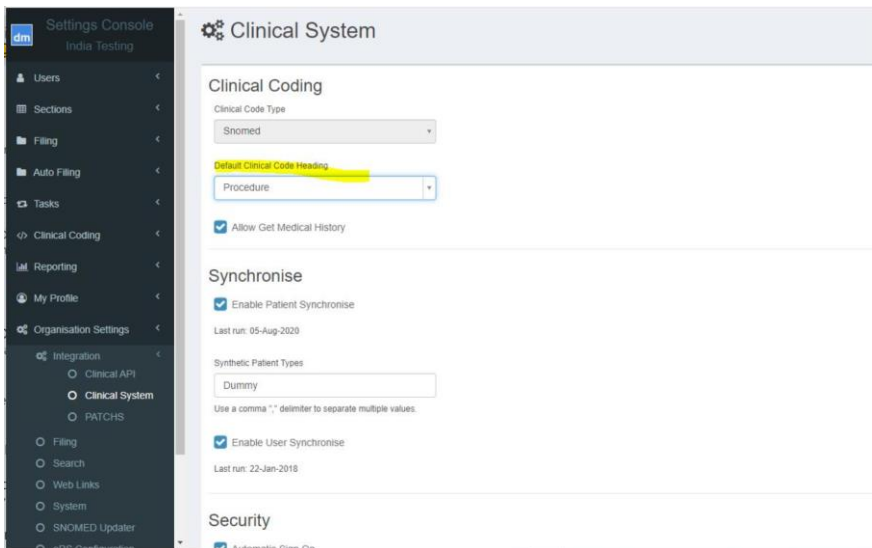 dm
Settings Console
India Testing
Users
Sections
Filing
Auto Filing
Tasks
Clinical Coding
Reporting
My Profile
Organisation Settings
Integration
Clinical API
Clinical System
PATCHS
Filing
Search
Web Links
System
SNOMED Updater
Clinical System
Clinical Coding
Clinical Code Type
Snomed
Default Clinical Code Heading
Procedure
Allow Get Medical History
Synchronise
Enable Patient Synchronise
Last run: 05-Aug-2020
Synthetic Patient Types
Dummy
Use a comma "," delimiter to separate multiple values.
Enable User Synchronise
Last run: 22-Jan-2018
Security